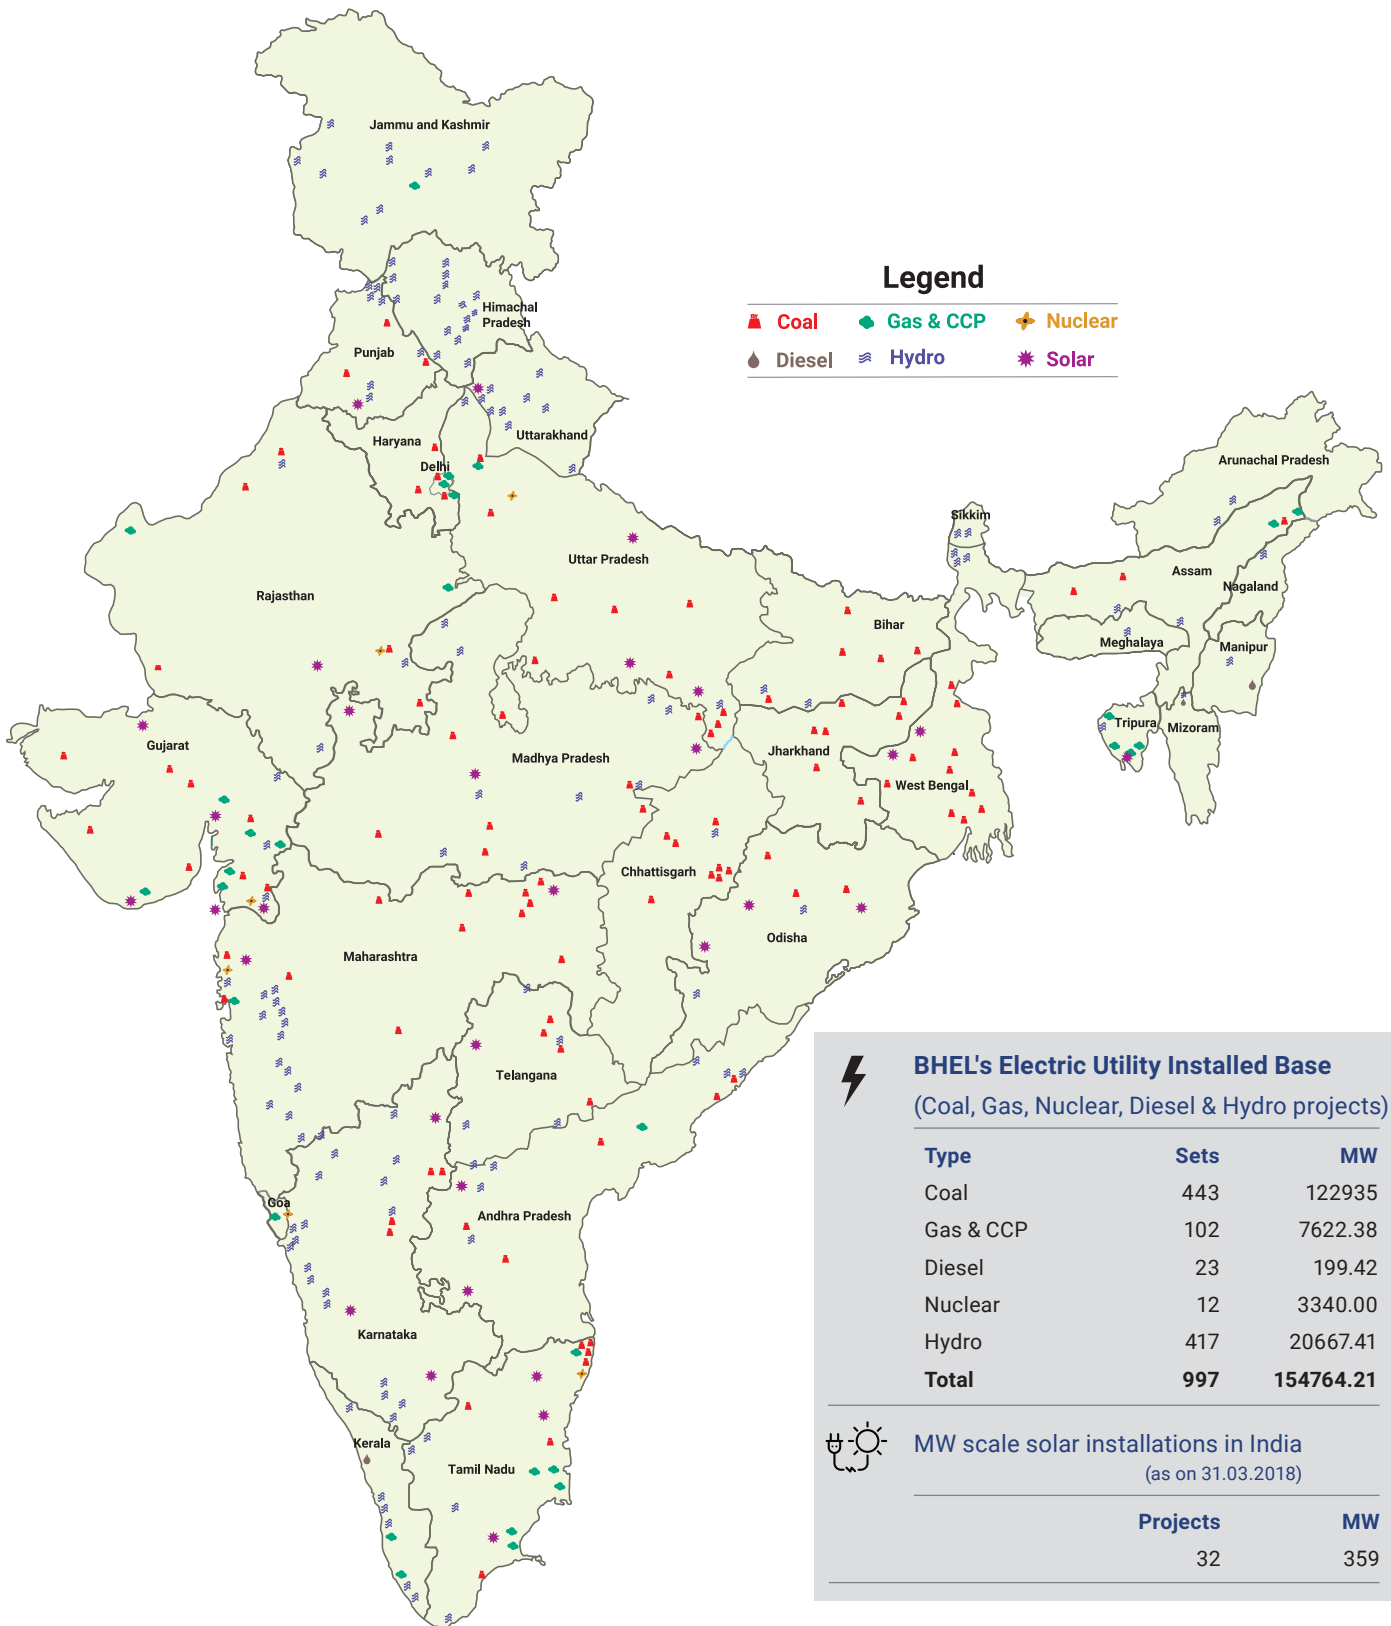 Jammu and Kashmir
Legend
Coal
Gas & CCP
Nuclear
Diesel
Hydro
Solar
Himachal
Pradesh
Punjab
Uttarakhand
Haryana
Delhi
Arunachal Pradesh
Sikkim
Uttar Pradesh
Assam
Rajasthan
Nagaland
Bihar
Meghalaya
Manipur
Tripura
Mizoram
Gujarat
Madhya Pradesh
Jharkhand
West Bengal
Chhattisgarh
Odisha
Maharashtra
Telangana
Goa
Andhra Pradesh
Karnataka
Kerala
Tamil Nadu
BHEL's Electric Utility Installed Base
(Coal, Gas, Nuclear, Diesel & Hydro projects)
Type Sets MW
Coal 443 122935
Gas & CCP 102 7622.38
Diesel 23 199.42
Nuclear 12 3340.00
Hydro 417 20667.41
Total 997 154764.21
MW scale solar installations in India
(as on 31.03.2018)
Projects MW
32 359